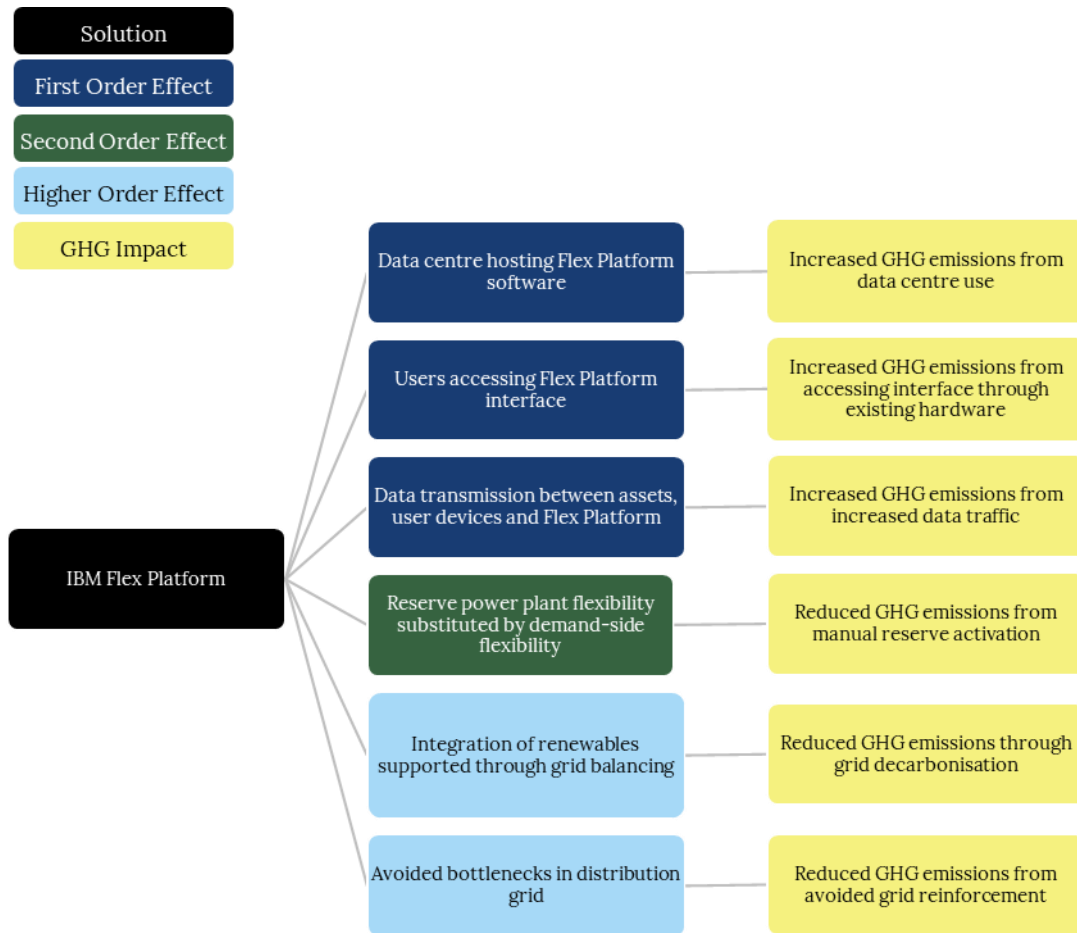 Solution
First Order Effect
Second Order Effect
Higher Order Effect
GHG Impact
Data centre hosting Flex Platform
software
Increased GHG emissions from
data centre use
Users accessing Flex Platform
interface
Increased GHG emissions from
accessing interface through
existing hardware
Data transmission between assets,
user devices and Flex Platform
Increased GHG emissions from
increased data traffic
IBM Flex Platform
Reserve power plant flexibility
substituted by demand-side
flexibility
Reduced GHG emissions from
manual reserve activation
Integration of renewables
supported through grid balancing
Reduced GHG emissions through
grid decarbonisation
Avoided bottlenecks in distribution
grid
Reduced GHG emissions from
avoided grid reinforcement